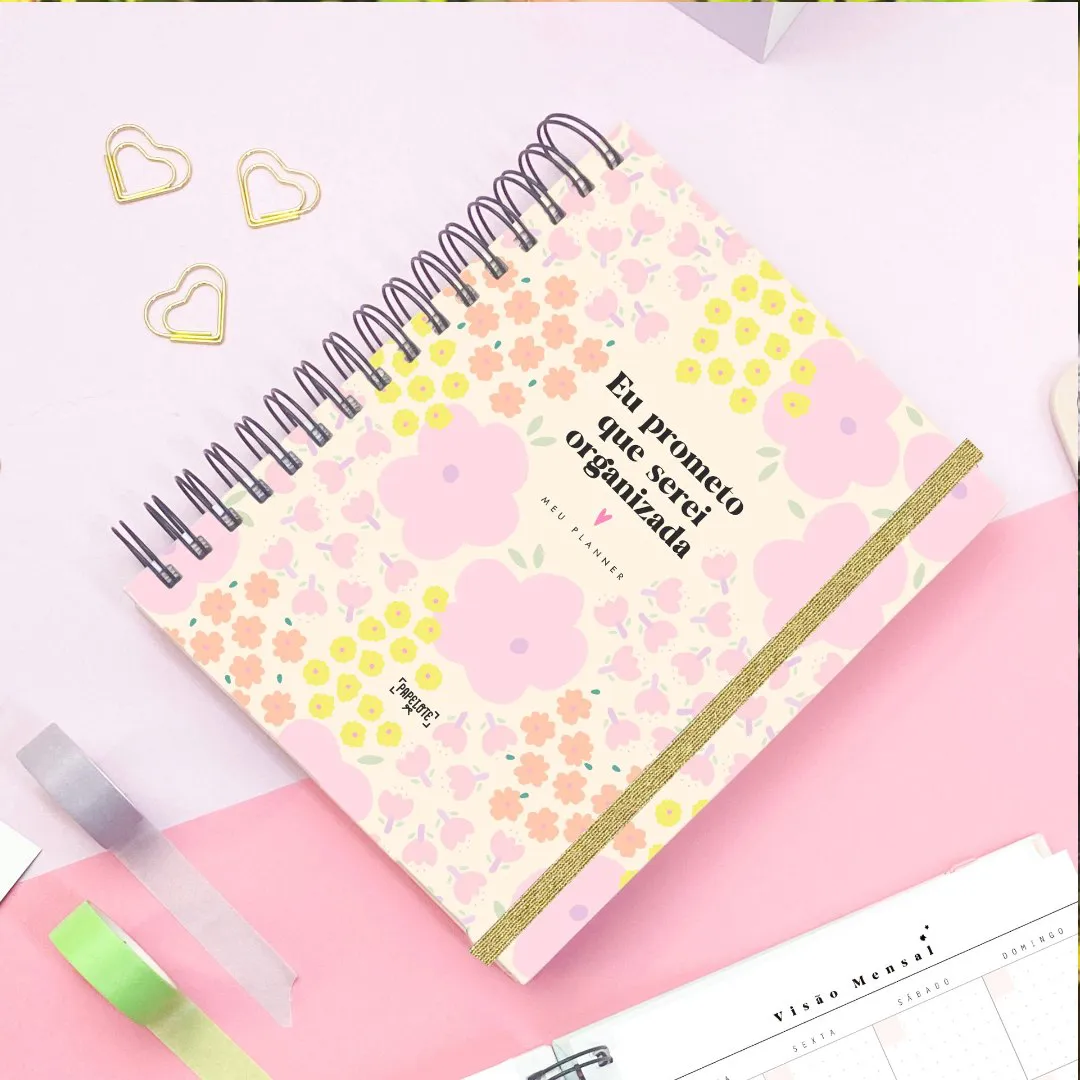 Eu prometo
que serei
organizada
MEU PLANNER
PAPELOTE
Visão Mensal
SEXTA
SÁBADO
DOMINGO